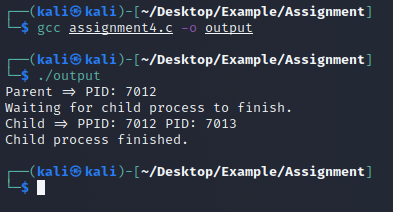 ┌──(kali㉿kali)-[~/Desktop/Example/Assignment]
└─$ gcc assignment4.c -o output
┌──(kali㉿kali)-[~/Desktop/Example/Assignment]
└─$ ./output
Parent => PID: 7012
Waiting for child process to finish.
Child => PPID: 7012 PID: 7013
Child process finished.
┌──(kali㉿kali)-[~/Desktop/Example/Assignment]
└─$